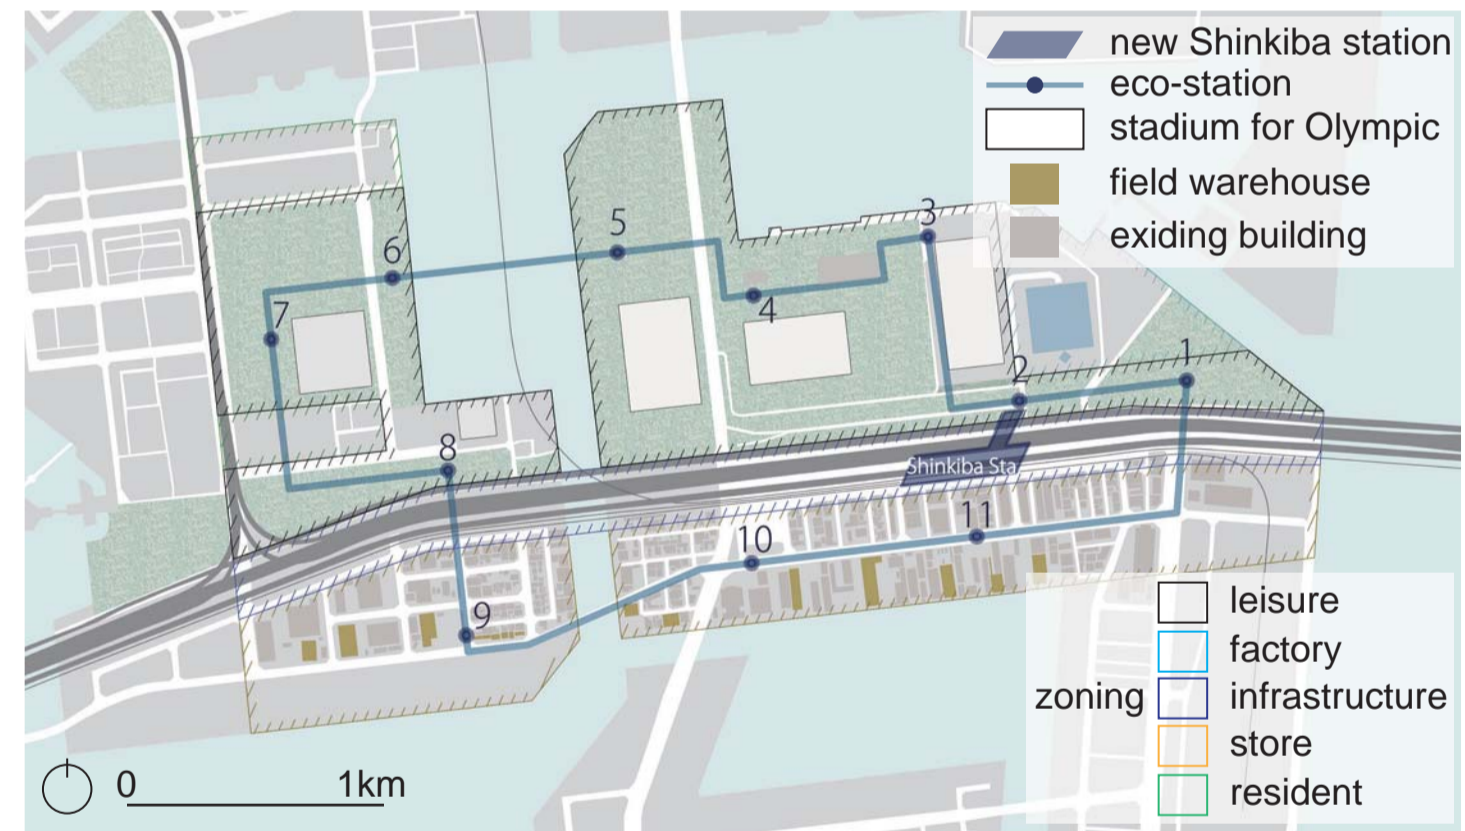 new Shinkiba station
eco-station
stadium for Olympic
field warehouse
exiding building
3
5
6
4
7
1
2
8
Shinkiba Sta
11
10
9
leisure
factory
zoning
infrastructure
store
resident
0 1km